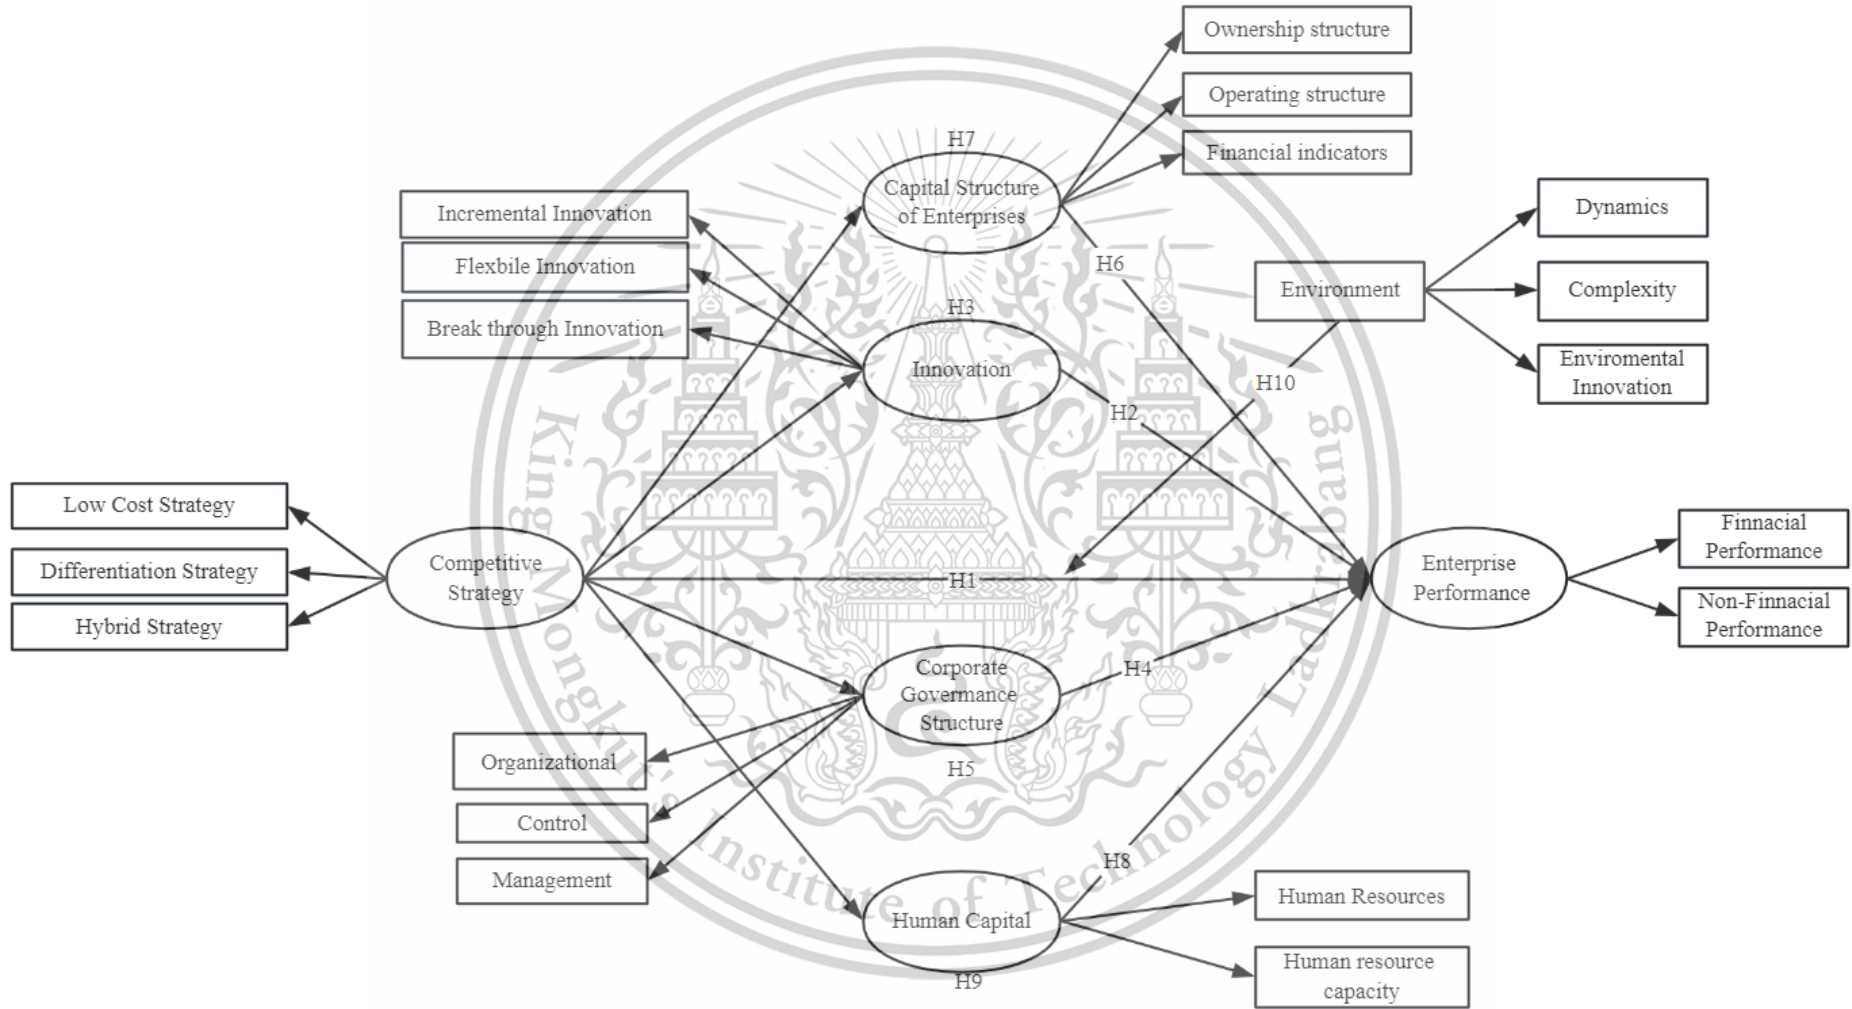 Ownership structure
Operating structure
Financial indicators
H7
Capital Structure
of Enterprises
Incremental Innovation
Flexbile Innovation
Break through Innovation
H3
Innovation
H6
H2
Environment
Dynamics
Complexity
Enviromental
Innovation
H10
Low Cost Strategy
Differentiation Strategy
Hybrid Strategy
Competitive
Strategy
H1
Enterprise
Performance
Finnacial
Performance
Non-Finnacial
Performance
Corporate
Govermance
Structure
H4
H5
Organizational
Control
Management
H8
Human Capital
H9
Human Resources
Human resource
capacity
King Mongkut's Institute of Technology Ladkrabang